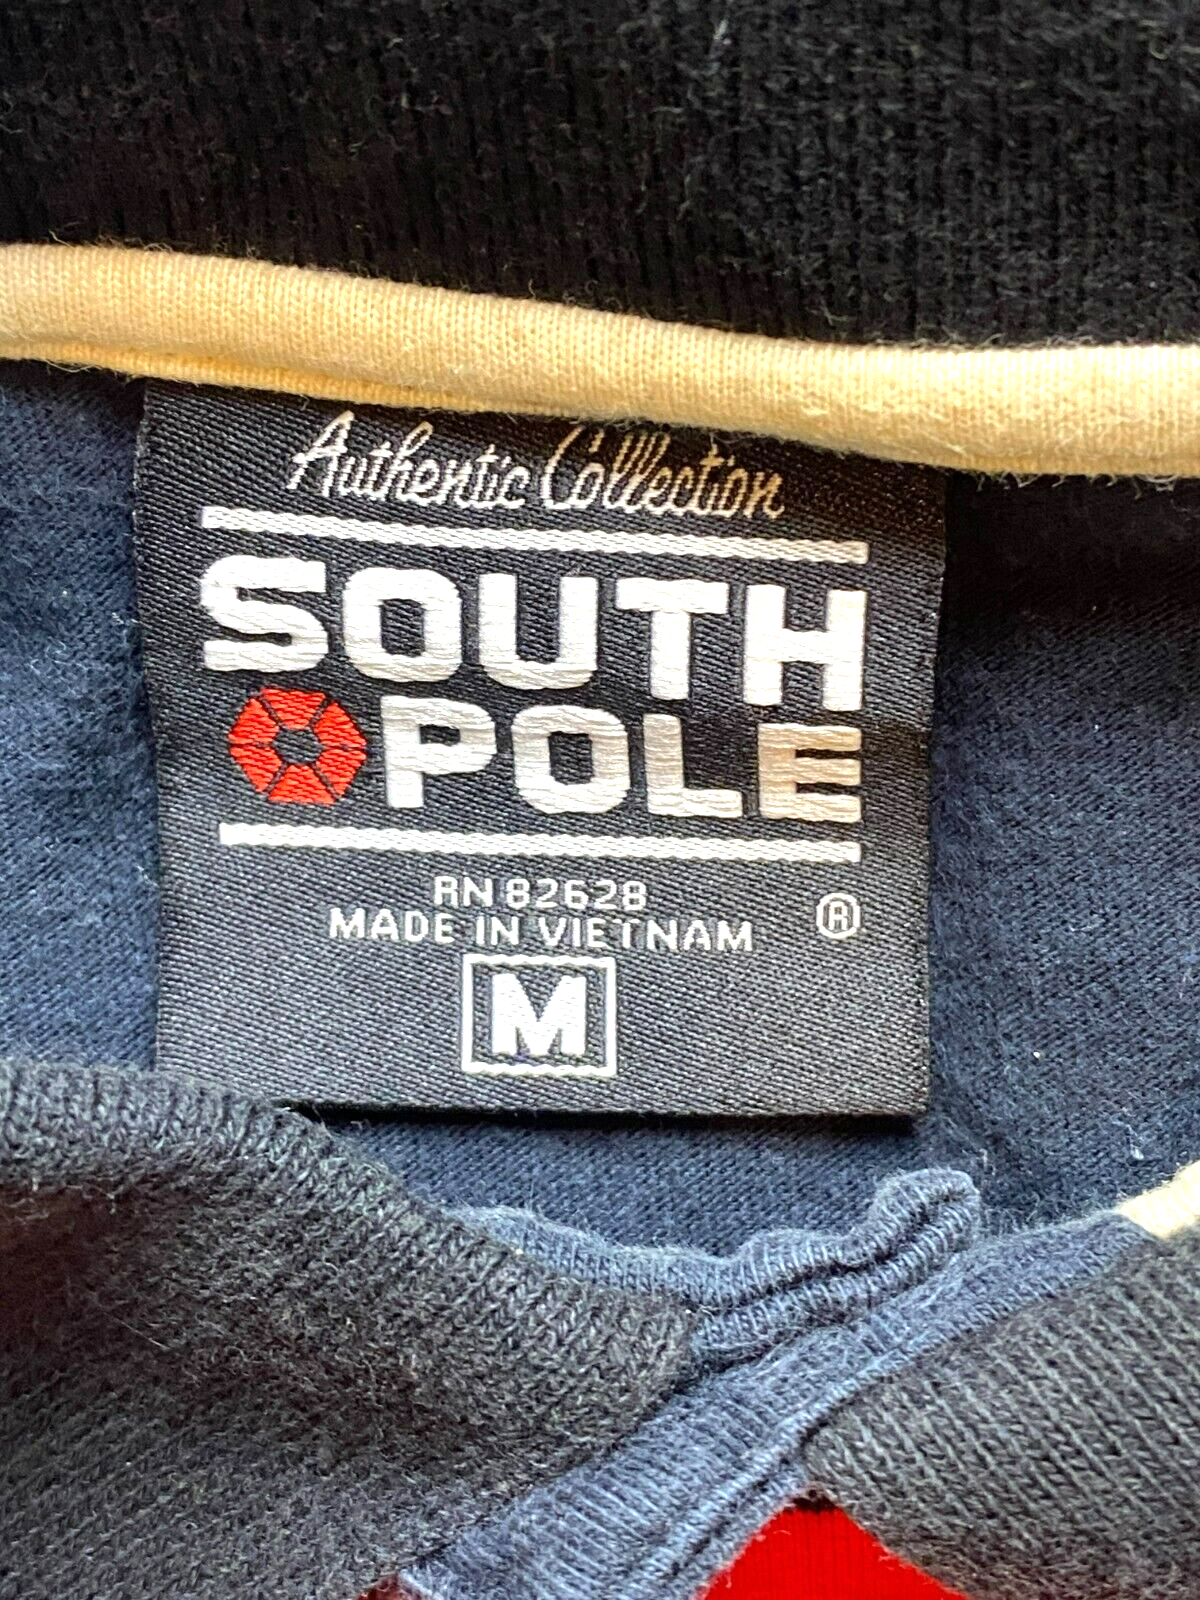 Authentic Collection
SOUTH
POLE
RN 82628
MADE IN VIETNAM ®
M